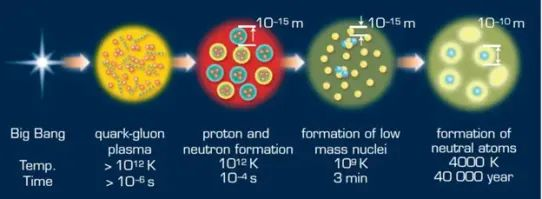 10–15 m
10–15 m
10–10 m
Big Bang
quark-gluon
plasma
proton and
neutron formation
formation of low
mass nuclei
formation of
neutral atoms
Temp.
> 10¹² K
10¹² K
10⁹ K
4000 K
Time
> 10–⁶ s
10–⁴ s
3 min
40 000 year